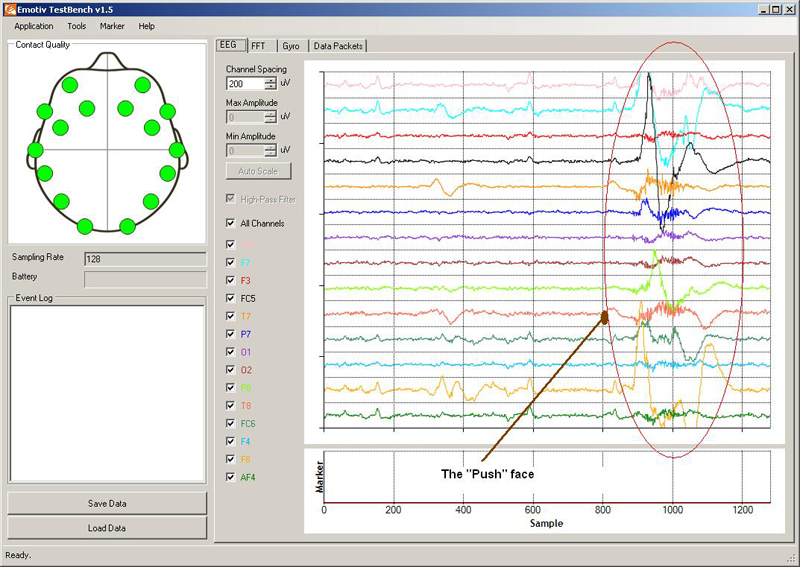 Emotiv TestBench v1.5
Application Tools Marker Help
Contact Quality
Sampling Rate 128
Battery
Event Log
Save Data
Load Data
Ready.
EEG FFT Gyro Data Packets
Channel Spacing
200 uV
Max Amplitude
0 uV
Min Amplitude
0 uV
Auto Scale
High-Pass Filter
All Channels
F7
F3
FC5
T7
P7
O1
O2
P8
T8
FC6
F4
F8
AF4
The "Push" face
Marker
0 200 400 600 800 1000 1200
Sample